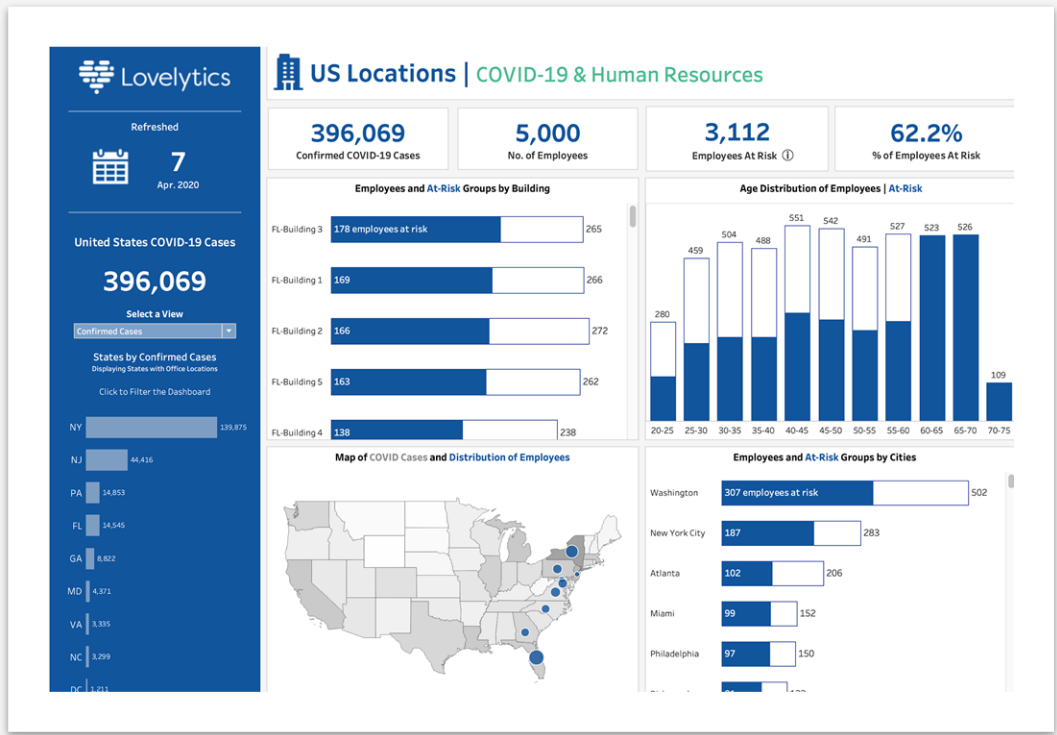 Lovelytics
Refreshed
7
Apr. 2020
United States COVID-19 Cases
396,069
Select a View
Confirmed Cases
States by Confirmed Cases
Displaying States with Office Locations
Click to Filter the Dashboard
NY 139,875
NJ 44,416
PA 14,853
FL 14,545
GA 8,822
MD 4,371
VA 3,335
NC 3,299
DC 1,211
US Locations | COVID-19 & Human Resources
396,069
Confirmed COVID-19 Cases
5,000
No. of Employees
3,112
Employees At Risk ⓘ
62.2%
% of Employees At Risk
Employees and At-Risk Groups by Building
FL-Building 3 178 employees at risk 265
FL-Building 1 169 266
FL-Building 2 166 272
FL-Building 5 163 262
FL-Building 4 138 238
Age Distribution of Employees | At-Risk
280 459 504 488 551 542 491 527 523 526 109
20-25 25-30 30-35 35-40 40-45 45-50 50-55 55-60 60-65 65-70 70-75
Map of COVID Cases and Distribution of Employees
Employees and At-Risk Groups by Cities
Washington 307 employees at risk 502
New York City 187 283
Atlanta 102 206
Miami 99 152
Philadelphia 97 150